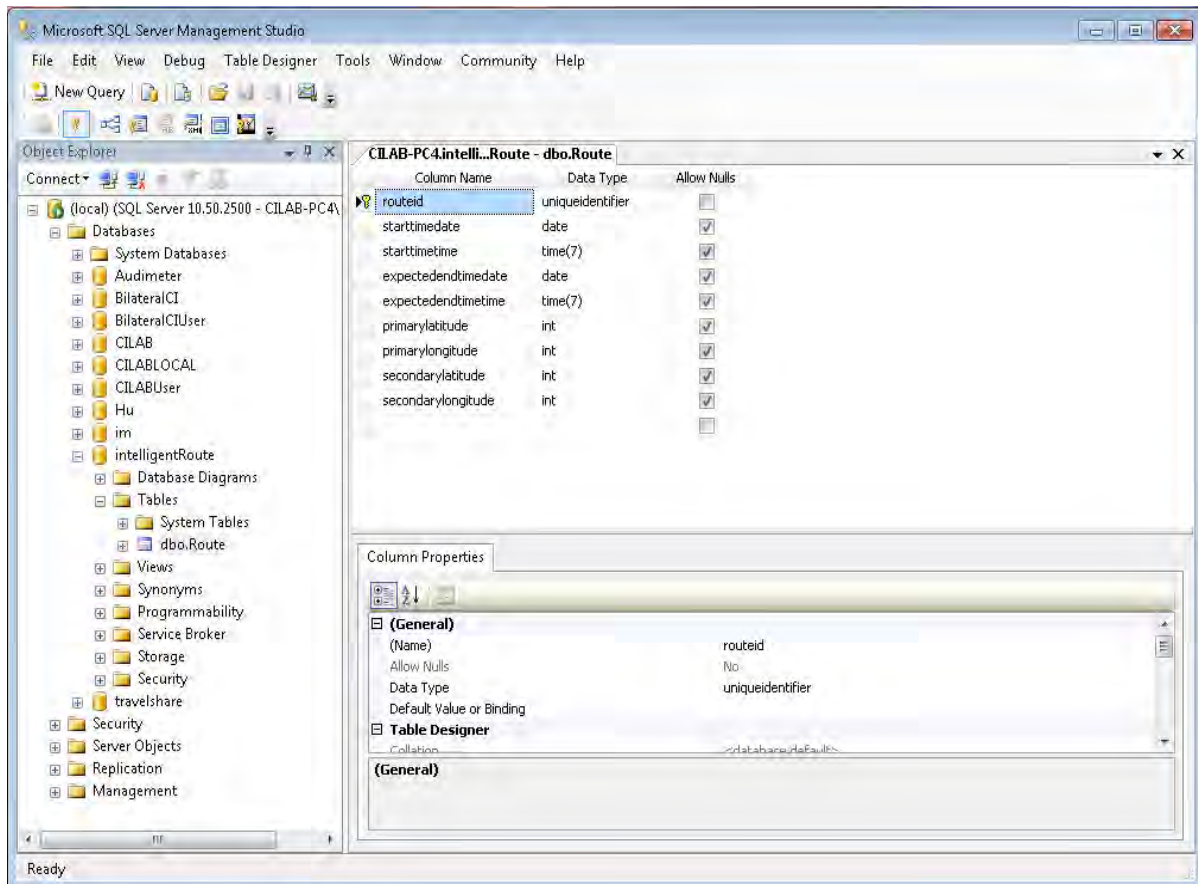 Microsoft SQL Server Management Studio
File Edit View Debug Table Designer Tools Window Community Help
New Query
Object Explorer
Connect
(local) (SQL Server 10.50.2500 - CILAB-PC4\
Databases
System Databases
Audimeter
BilateralCI
BilateralCIUser
CILAB
CILABLOCAL
CILABUser
Hu
im
intelligentRoute
Database Diagrams
Tables
System Tables
dbo.Route
Views
Synonyms
Programmability
Service Broker
Storage
Security
travelshare
Security
Server Objects
Replication
Management
CILAB-PC4.intelli...Route - dbo.Route
Column Name Data Type Allow Nulls
routeid uniqueidentifier
starttimedate date
starttimetime time(7)
expectedendtimedate date
expectedendtimetime time(7)
primarylatitude int
primarylongitude int
secondarylatitude int
secondarylongitude int
Column Properties
(General)
(Name) routeid
Allow Nulls No
Data Type uniqueidentifier
Default Value or Binding
Table Designer
Collation <database default>
(General)
Ready